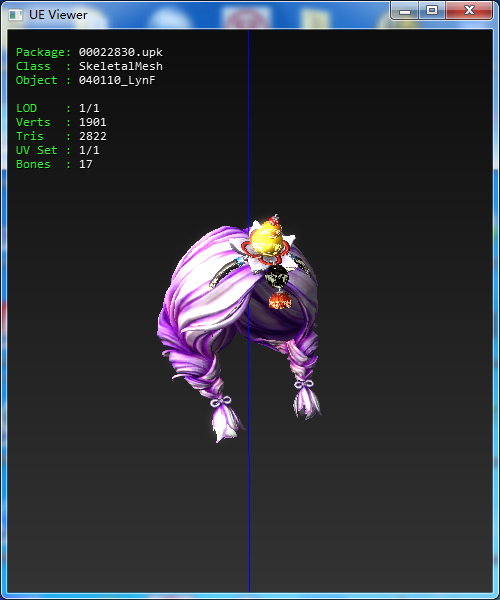 UE Viewer
Package: 00022830.upk
Class : SkeletalMesh
Object : 040110_LynF
LOD : 1/1
Verts : 1901
Tris : 2822
UV Set : 1/1
Bones : 17